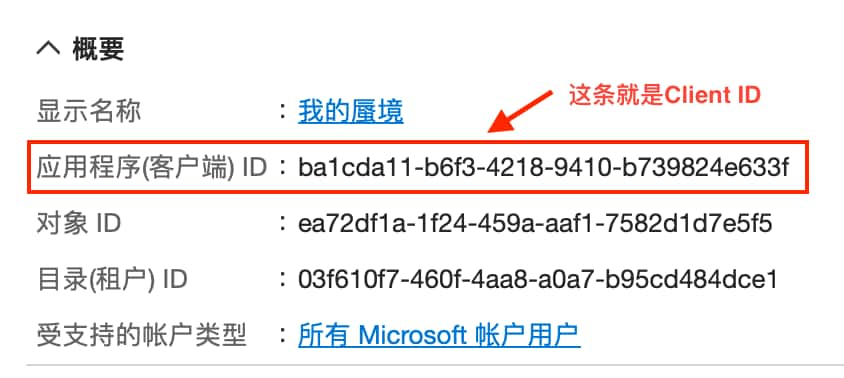 概要
这条就是Client ID
显示名称 : 我的蜃境
应用程序(客户端) ID : ba1cda11-b6f3-4218-9410-b739824e633f
对象 ID : ea72df1a-1f24-459a-aaf1-7582d1d7e5f5
目录(租户) ID : 03f610f7-460f-4aa8-a0a7-b95cd484dce1
受支持的帐户类型 : 所有 Microsoft 帐户用户